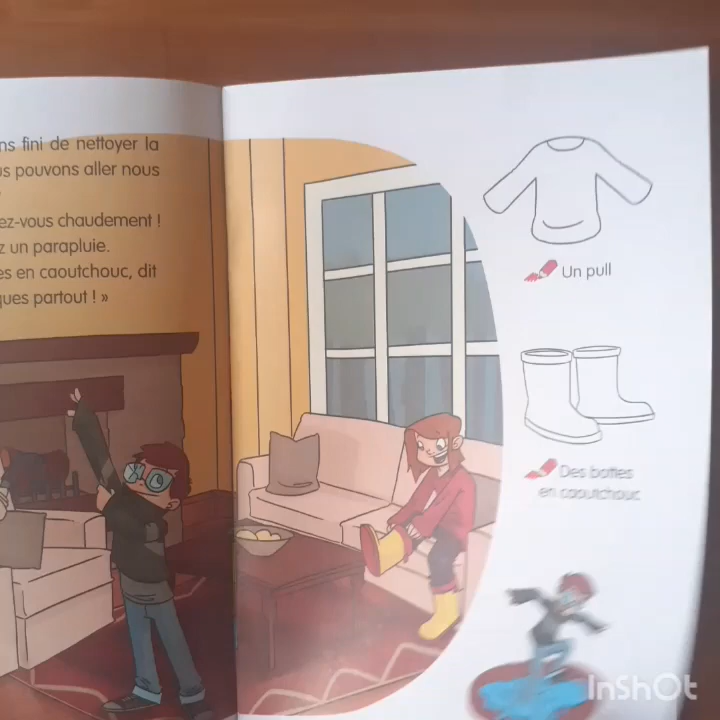 ns fini de nettoyer la
us pouvons aller nous
ez-vous chaudement !
z un parapluie.
es en caoutchouc, dit
ques partout ! »
Un pull
Des bottes
en caoutchouc
InShOt